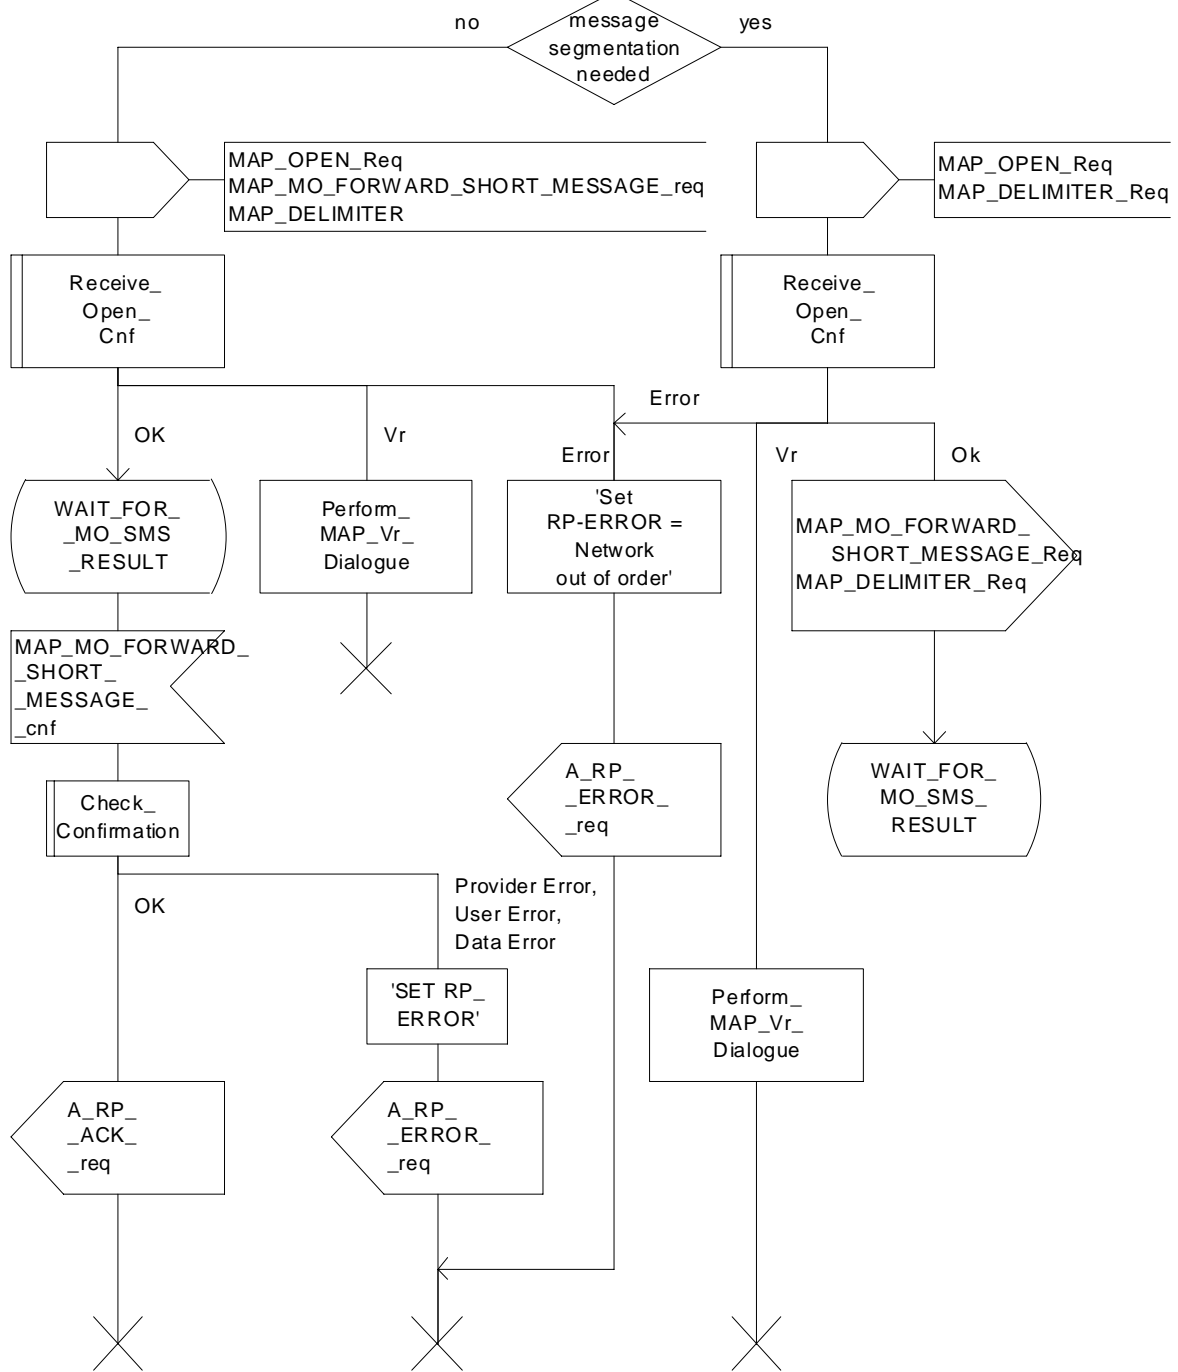 no
message
segmentation
needed
yes
MAP_OPEN_Req
MAP_MO_FORWARD_SHORT_MESSAGE_req
MAP_DELIMITER
MAP_OPEN_Req
MAP_DELIMITER_Req
Receive_
Open_
Cnf
Receive_
Open_
Cnf
Error
OK
Vr
Error
Vr
Ok
WAIT_FOR_
_MO_SMS
_RESULT
Perform_
MAP_Vr_
Dialogue
'Set
RP-ERROR =
Network
out of order'
MAP_MO_FORWARD_
SHORT_MESSAGE_Req
MAP_DELIMITER_Req
MAP_MO_FORWARD_
_SHORT_
_MESSAGE_
_cnf
A_RP_
_ERROR_
_req
WAIT_FOR_
MO_SMS_
RESULT
Check_
Confirmation
OK
Provider Error,
User Error,
Data Error
'SET RP_
ERROR'
Perform_
MAP_Vr_
Dialogue
A_RP_
_ACK_
_req
A_RP_
_ERROR_
_req